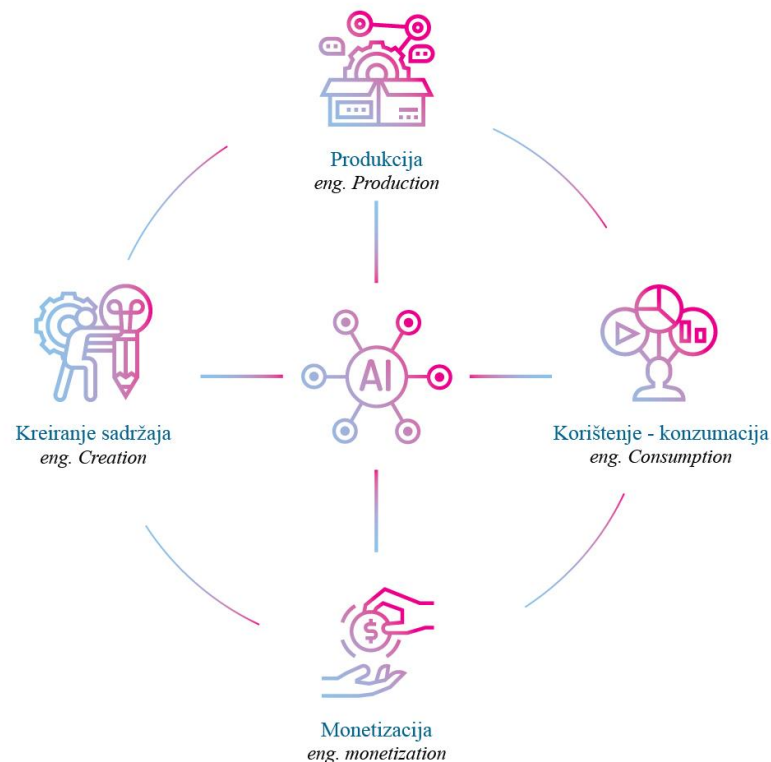 Produkcija
eng. Production
AI
Kreiranje sadržaja
eng. Creation
Korištenje - konzumacija
eng. Consumption
$
Monetizacija
eng. monetization